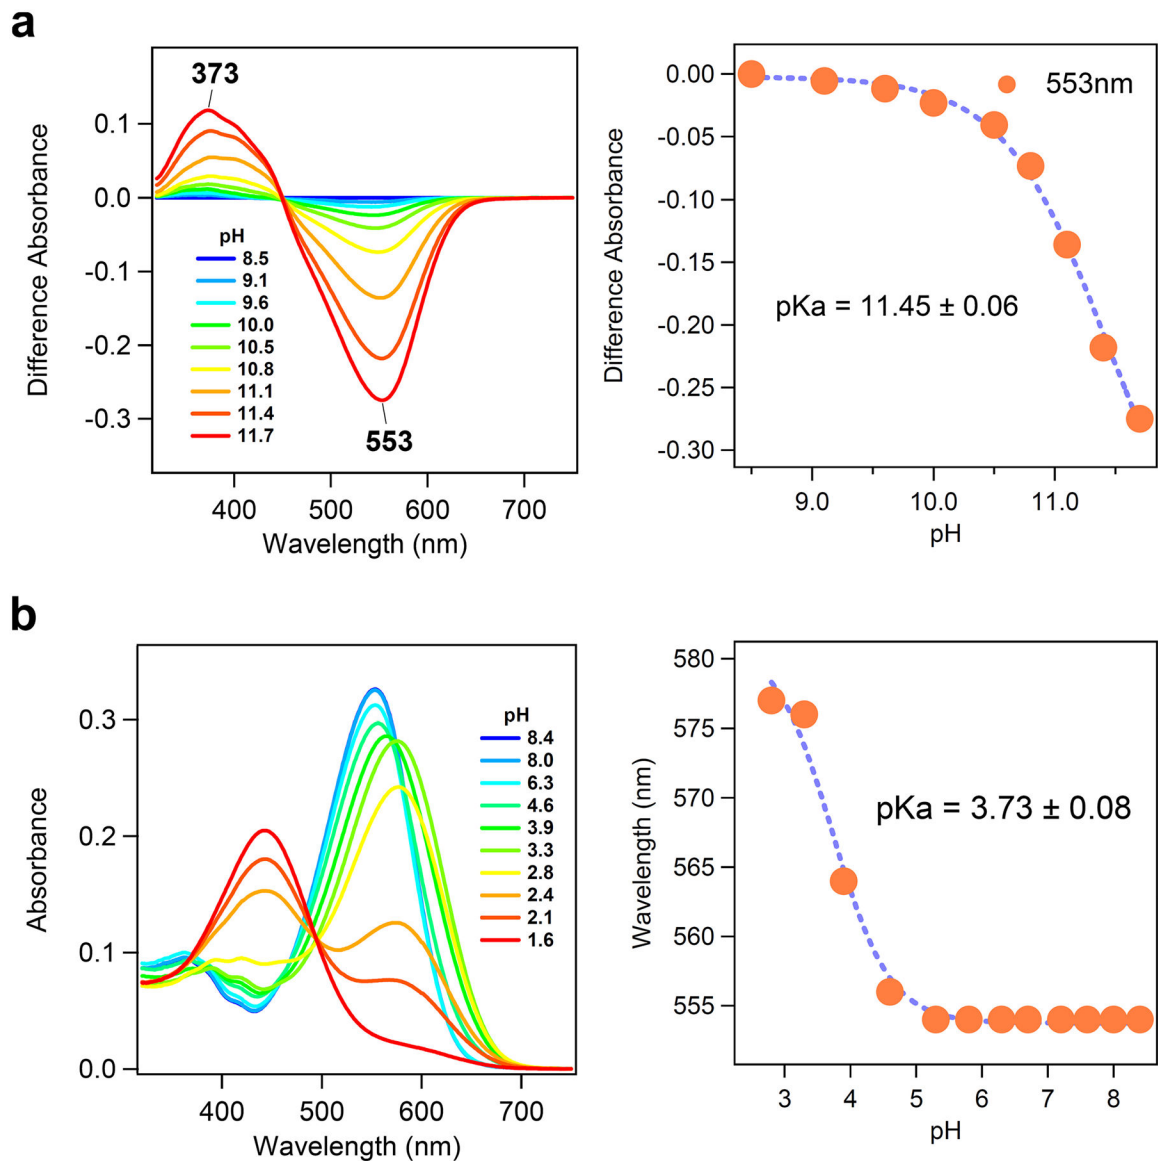 a
373
0.1
0.0
-0.1
-0.2
-0.3
Difference Absorbance
pH
8.5
9.1
9.6
10.0
10.5
10.8
11.1
11.4
11.7
553
400 500 600 700
Wavelength (nm)
0.00
-0.05
-0.10
-0.15
-0.20
-0.25
-0.30
Difference Absorbance
553nm
pKa = 11.45 ± 0.06
9.0 10.0 11.0
pH
b
0.3
0.2
0.1
0.0
Absorbance
pH
8.4
8.0
6.3
4.6
3.9
3.3
2.8
2.4
2.1
1.6
400 500 600 700
Wavelength (nm)
580
575
570
565
560
555
Wavelength (nm)
pKa = 3.73 ± 0.08
3 4 5 6 7 8
pH